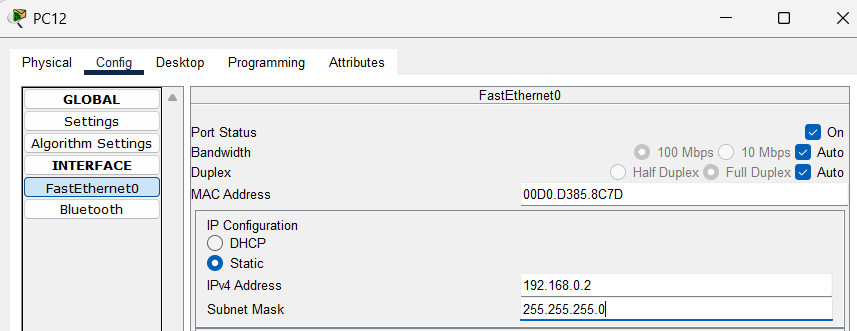 PC12
Physical Config Desktop Programming Attributes
GLOBAL
Settings
Algorithm Settings
INTERFACE
FastEthernet0
Bluetooth
FastEthernet0
Port Status On
Bandwidth 100 Mbps 10 Mbps Auto
Duplex Half Duplex Full Duplex Auto
MAC Address 00D0.D385.8C7D
IP Configuration
DHCP
Static
IPv4 Address 192.168.0.2
Subnet Mask 255.255.255.0